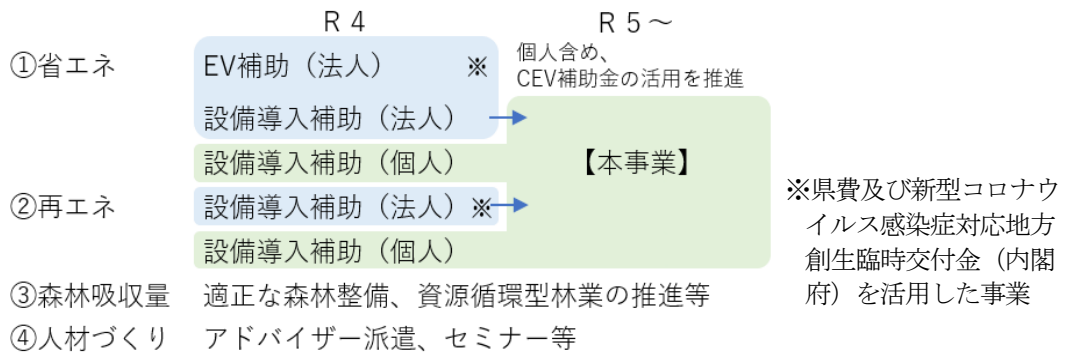 R4
R5～
①省エネ
EV補助（法人）
※
個人含め、
CEV補助金の活用を推進
設備導入補助（法人）
設備導入補助（個人）
【本事業】
②再エネ
設備導入補助（法人）※
設備導入補助（個人）
※県費及び新型コロナウ
イルス感染症対応地方
創生臨時交付金（内閣
府）を活用した事業
③森林吸収量
適正な森林整備、資源循環型林業の推進等
④人材づくり
アドバイザー派遣、セミナー等